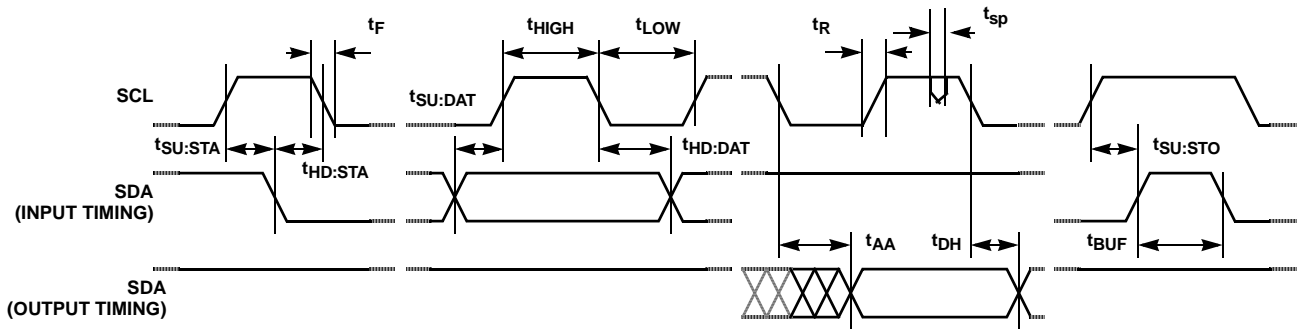 tF
tHIGH
tLOW
tR
tsp
SCL
tSU:DAT
tSU:STA
tHD:STA
tHD:DAT
tSU:STO
SDA
(INPUT TIMING)
tAA
tDH
tBUF
SDA
(OUTPUT TIMING)